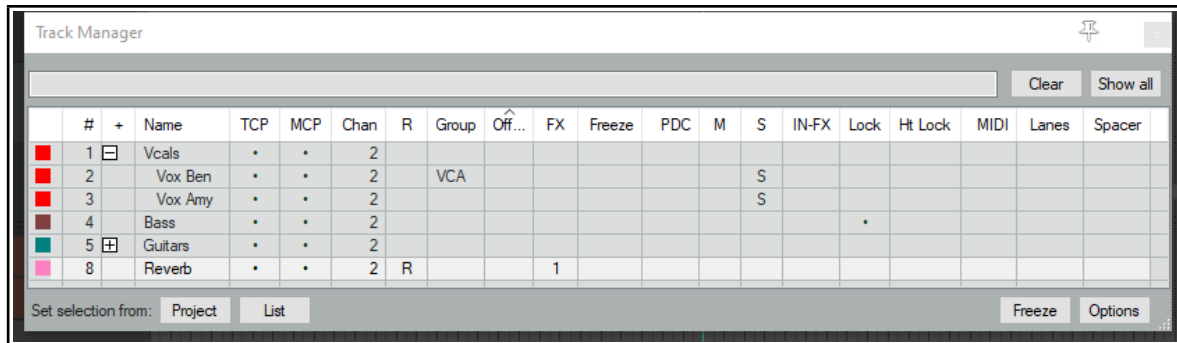 Track Manager
Clear Show all
# + Name TCP MCP Chan R Group Off... FX Freeze PDC M S IN-FX Lock Ht Lock MIDI Lanes Spacer
1 Vcals • • 2
2 Vox Ben • • 2 VCA S
3 Vox Amy • • 2 S
4 Bass • • 2 •
5 Guitars • • 2
8 Reverb • • 2 R 1
Set selection from: Project List Freeze Options